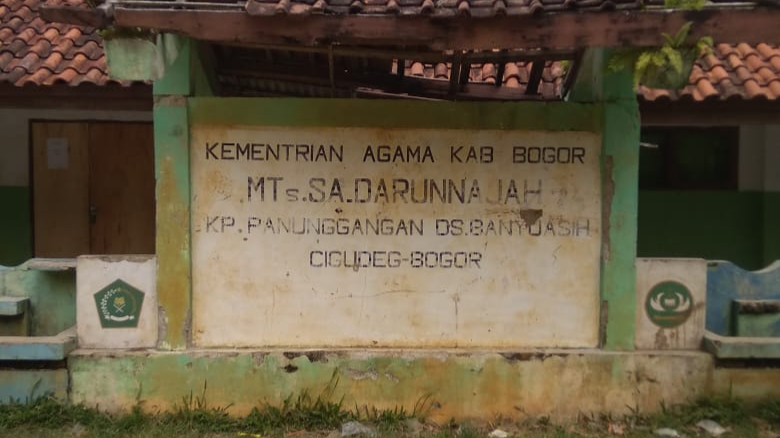 KEMENTRIAN AGAMA KAB BOGOR
MTs.SA.DARUNNAJAH
KP.PANUNGGANGAN DS.BANYUASIH
CIGUDEG-BOGOR